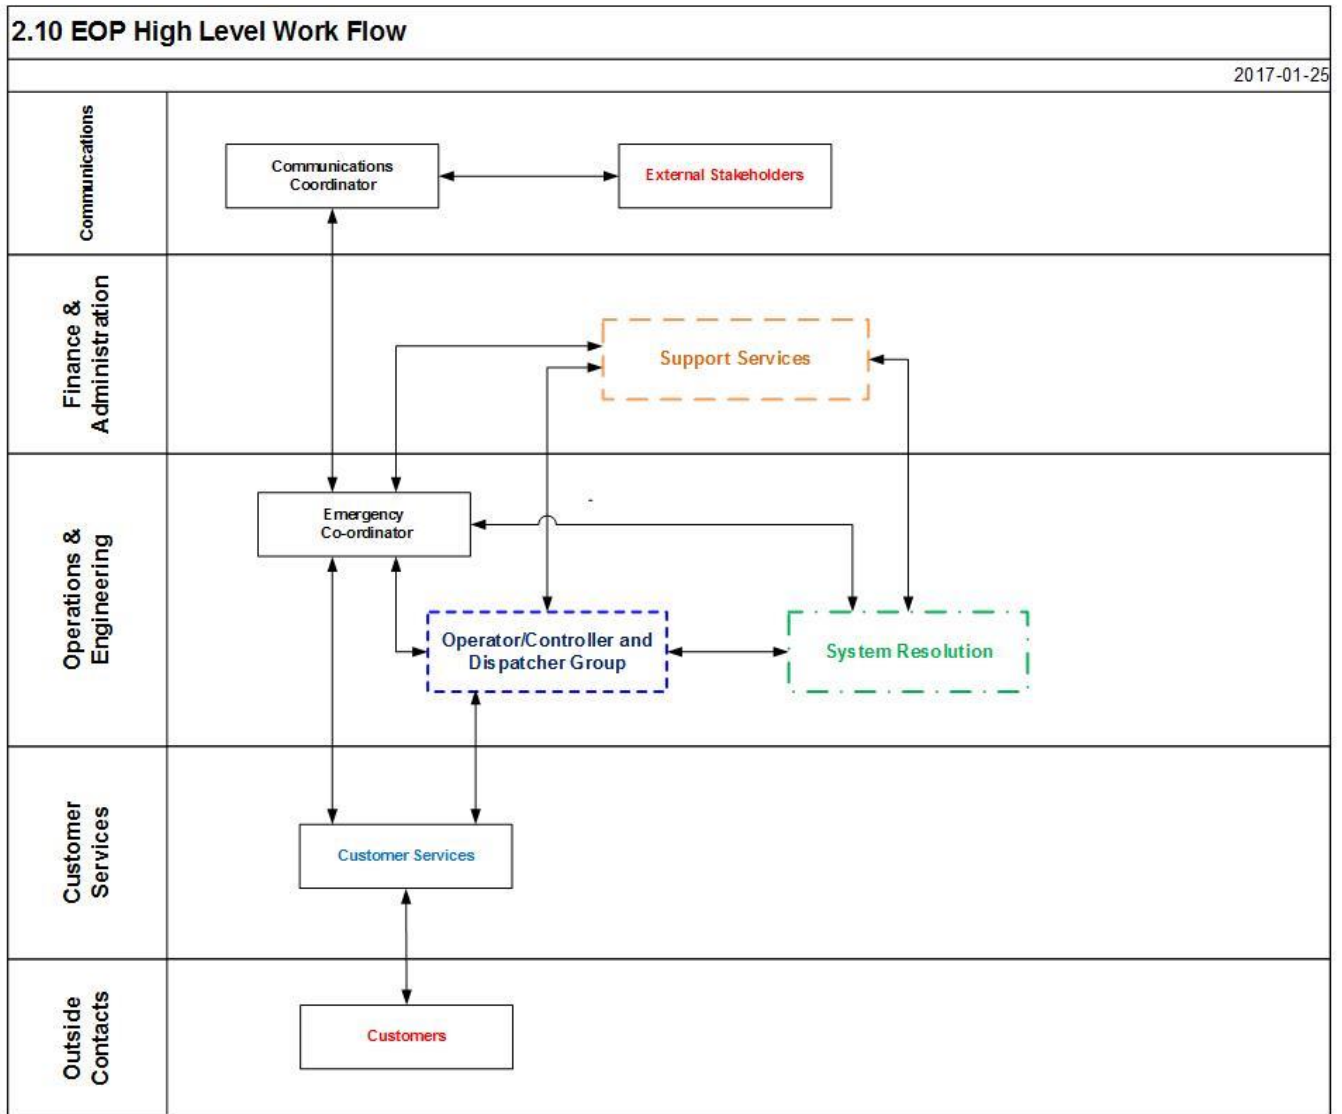 2.10 EOP High Level Work Flow
2017-01-25
Communications
Communications
Coordinator
External Stakeholders
Finance &
Administration
Support Services
Operations &
Engineering
Emergency
Co-ordinator
-
Operator/Controller and
Dispatcher Group
System Resolution
Customer
Services
Customer Services
Outside
Contacts
Customers